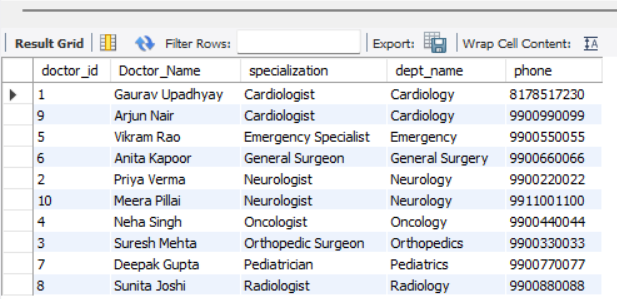 Result Grid Filter Rows: Export: Wrap Cell Content: IA
doctor_id Doctor_Name specialization dept_name phone
1 Gaurav Upadhyay Cardiologist Cardiology 8178517230
9 Arjun Nair Cardiologist Cardiology 9900990099
5 Vikram Rao Emergency Specialist Emergency 9900550055
6 Anita Kapoor General Surgeon General Surgery 9900660066
2 Priya Verma Neurologist Neurology 9900220022
10 Meera Pillai Neurologist Neurology 9911001100
4 Neha Singh Oncologist Oncology 9900440044
3 Suresh Mehta Orthopedic Surgeon Orthopedics 9900330033
7 Deepak Gupta Pediatrician Pediatrics 9900770077
8 Sunita Joshi Radiologist Radiology 9900880088